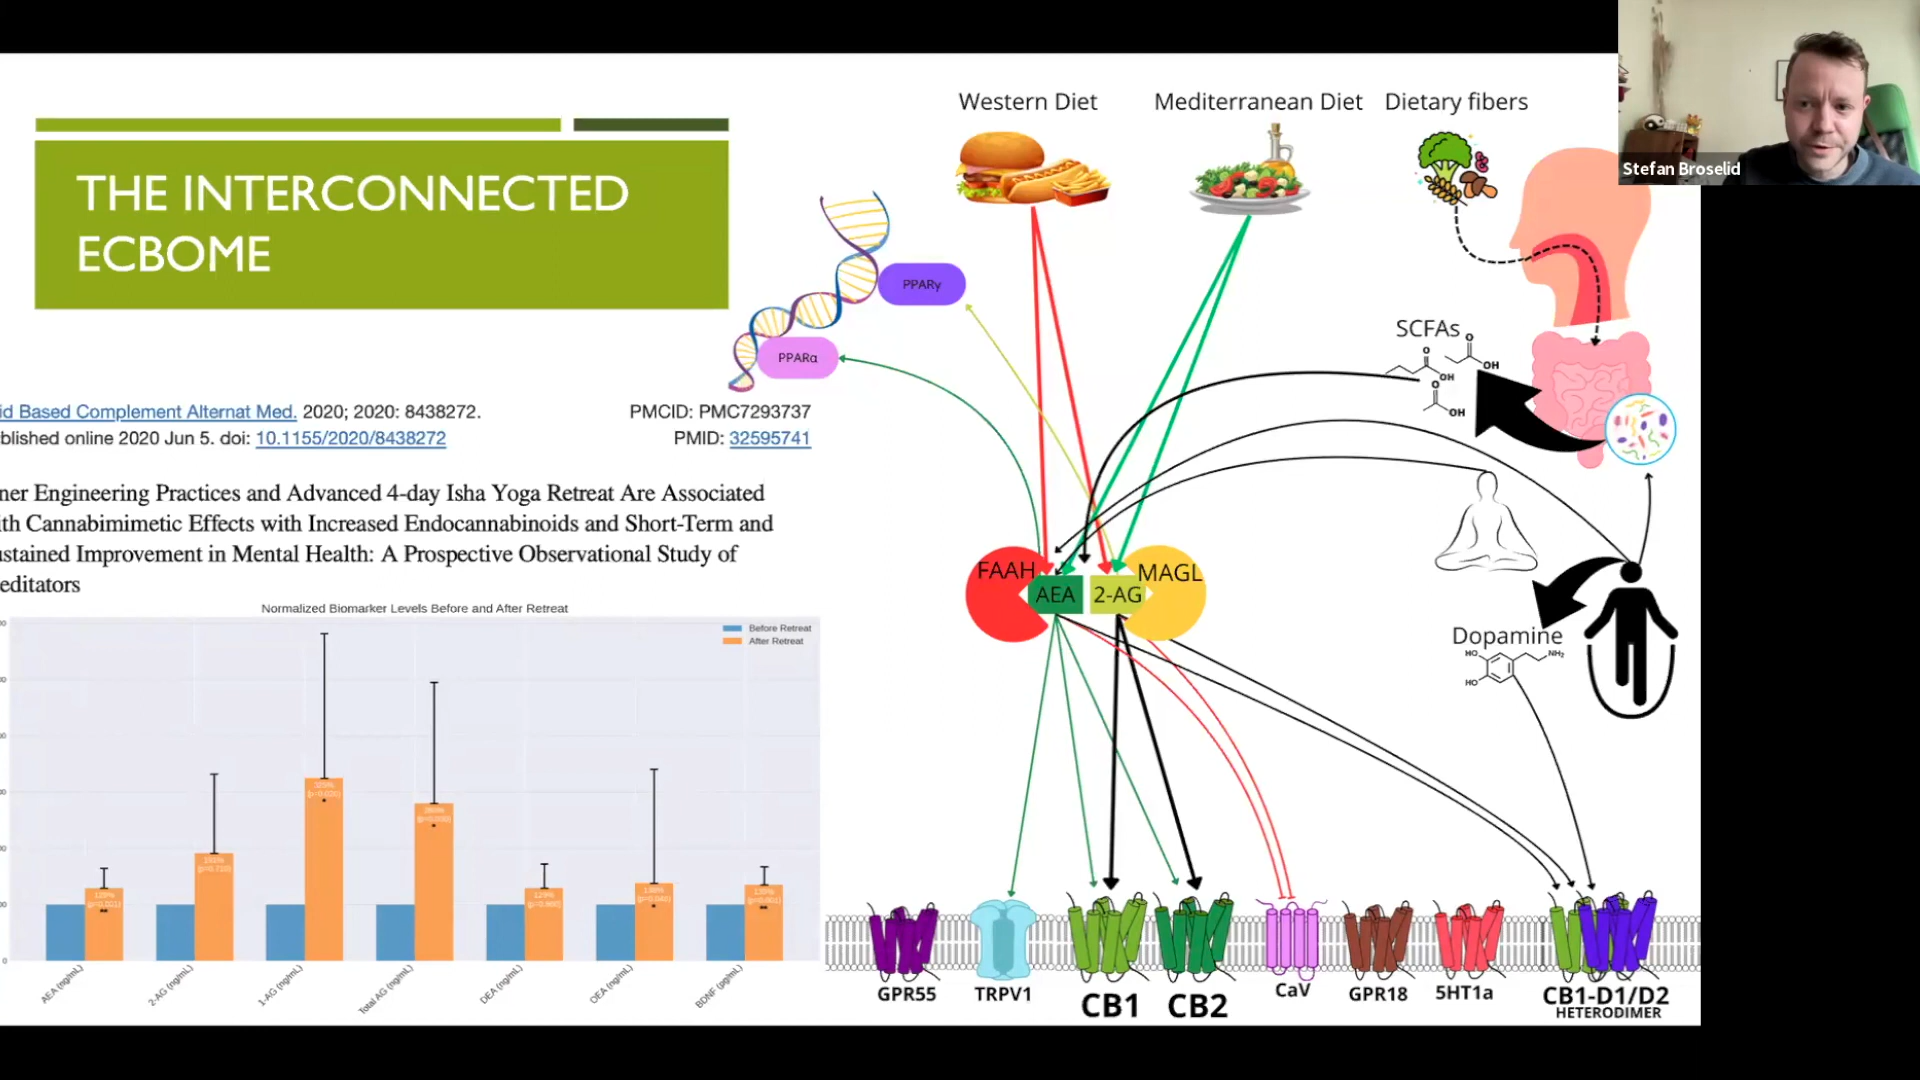 THE INTERCONNECTED
ECBOME
id Based Complement Alternat Med. 2020; 2020: 8438272.
PMCID: PMC7293737
blished online 2020 Jun 5. doi: 10.1155/2020/8438272
PMID: 32595741
ner Engineering Practices and Advanced 4-day Isha Yoga Retreat Are Associated
ith Cannabimimetic Effects with Increased Endocannabinoids and Short-Term and
ustained Improvement in Mental Health: A Prospective Observational Study of
editators
Normalized Biomarker Levels Before and After Retreat
Before Retreat
After Retreat
AEA (ng/mL)
2-AG (ng/mL)
1-AG (ng/mL)
Total AG (ng/mL)
DEA (ng/mL)
OEA (ng/mL)
BDNF (pg/mL)
Western Diet
Mediterranean Diet
Dietary fibers
Stefan Broselid
PPARγ
PPARα
SCFAs
O
OH
O
OH
O
OH
FAAH
AEA
2-AG
MAGL
Dopamine
HO
NH2
HO
GPR55
TRPV1
CB1
CB2
CaV
GPR18
5HT1a
CB1-D1/D2
HETERODIMER